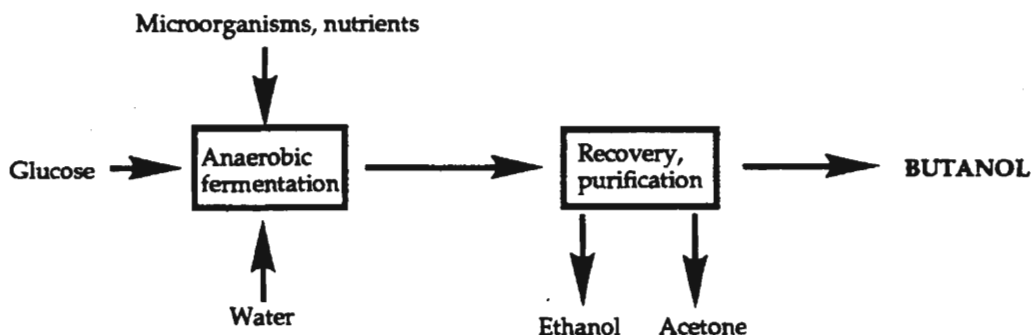 Microorganisms, nutrients
Glucose
Anaerobic
fermentation
Recovery,
purification
BUTANOL
Water
Ethanol
Acetone